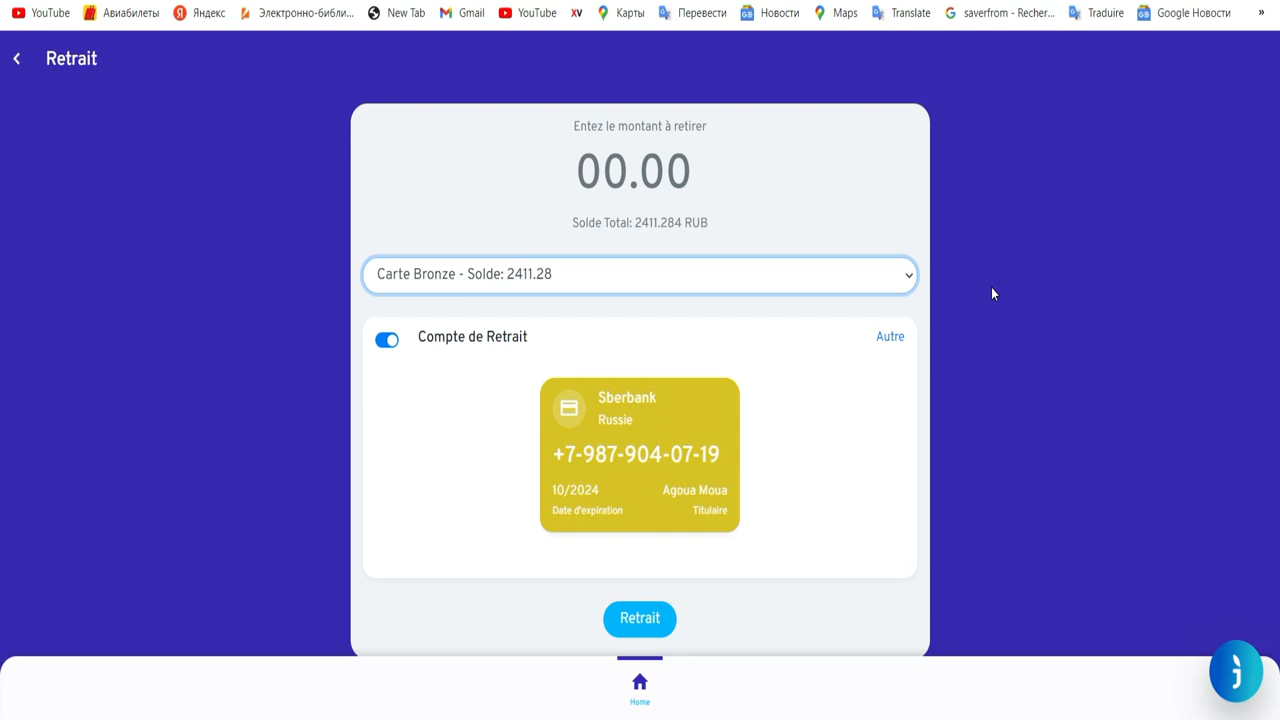 YouTube Авиабилеты Яндекс Электронно-библи... New Tab Gmail YouTube XV Карты Перевести Новости Maps Translate saverfrom - Recher... Traduire Google Новости »
Retrait
Entez le montant à retirer
00.00
Solde Total: 2411.284 RUB
Carte Bronze - Solde: 2411.28
Compte de Retrait Autre
Sberbank
Russie
+7-987-904-07-19
10/2024 Agoua Moua
Date d'expiration Titulaire
Retrait
Home